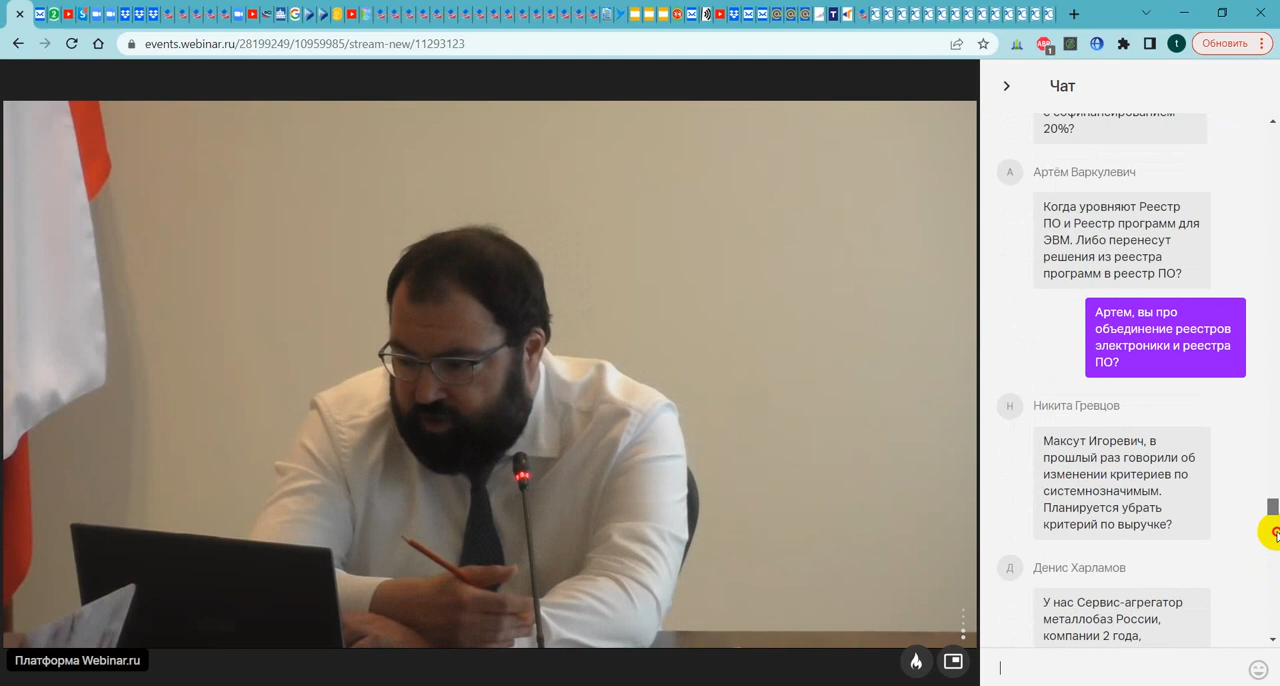 events.webinar.ru/28199249/10959985/stream-new/11293123
Обновить
Чат
20%?
Артём Варкулевич
Когда уровняют Реестр
ПО и Реестр программ для
ЭВМ. Либо перенесут
решения из реестра
программ в реестр ПО?
Артем, вы про
объединение реестров
электроники и реестра
ПО?
Никита Гревцов
Максут Игоревич, в
прошлый раз говорили об
изменении критериев по
системнозначимым.
Планируется убрать
критерий по выручке?
Денис Харламов
У нас Сервис-агрегатор
металлобаз России,
компании 2 года,
Платформа Webinar.ru